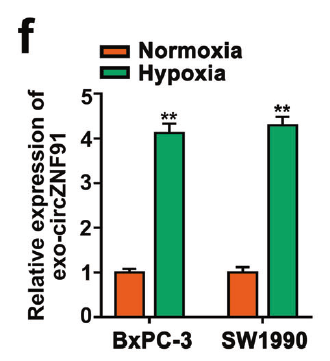 f
Normoxia
Hypoxia
Relative expression of
exo-circZNF91
5
4
3
2
1
0
**
**
BxPC-3
SW1990